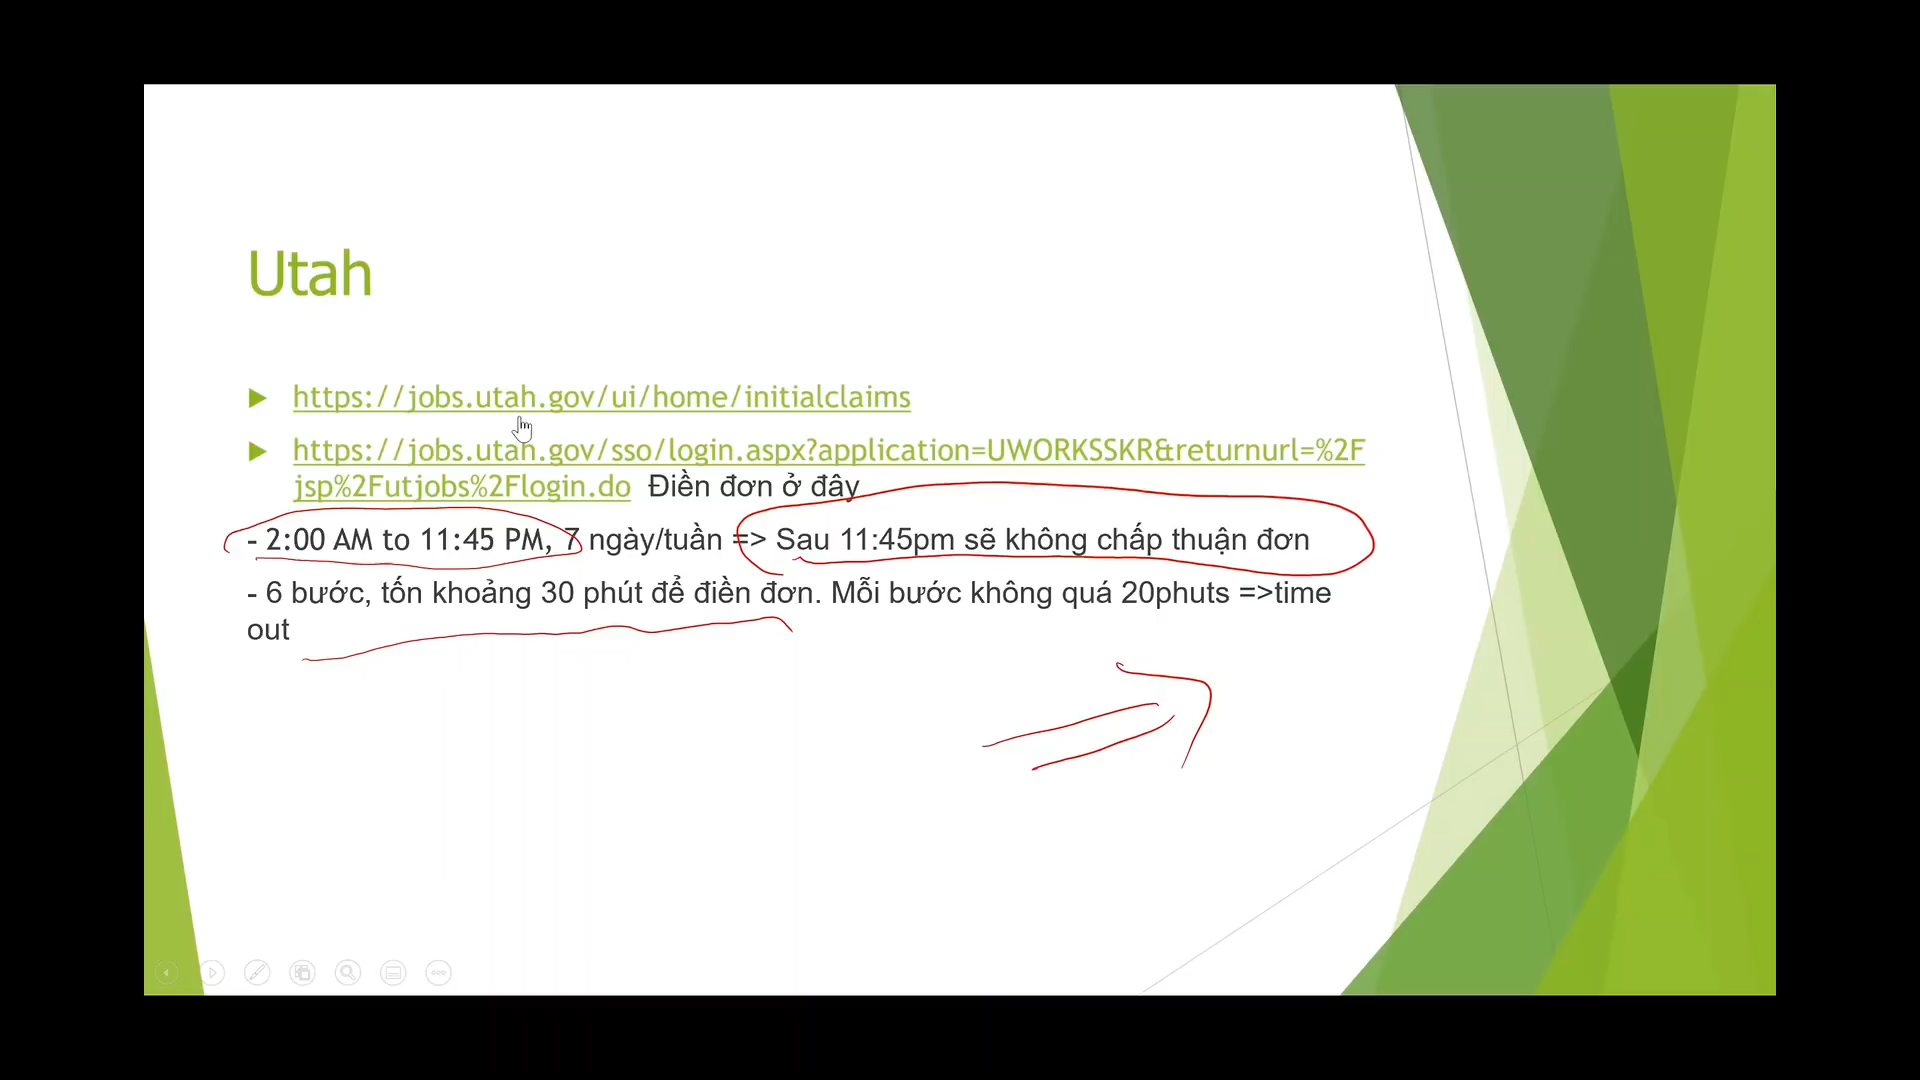 Utah
https://jobs.utah.gov/ui/home/initialclaims
https://jobs.utah.gov/sso/login.aspx?application=UWORKSSKR&returnurl=%2F
jsp%2Futjobs%2Flogin.do Điền đơn ở đây
- 2:00 AM to 11:45 PM, 7 ngày/tuần => Sau 11:45pm sẽ không chấp thuận đơn
- 6 bước, tốn khoảng 30 phút để điền đơn. Mỗi bước không quá 20phuts =>time
out